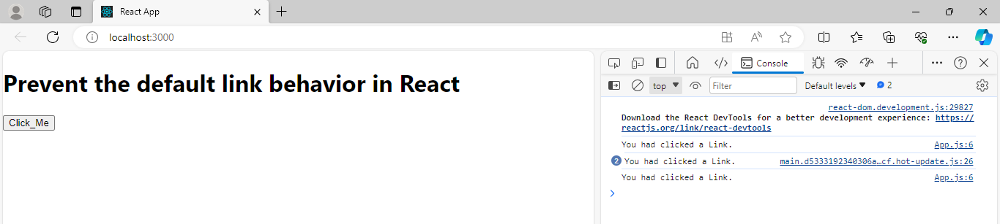 React App
localhost:3000
Prevent the default link behavior in React
Click_Me
Console
top
Filter
Default levels
2
react-dom.development.js:29827
Download the React DevTools for a better development experience: https://
reactjs.org/link/react-devtools
You had clicked a Link. App.js:6
2 You had clicked a Link. main.d5333192340306a…cf.hot-update.js:26
You had clicked a Link. App.js:6